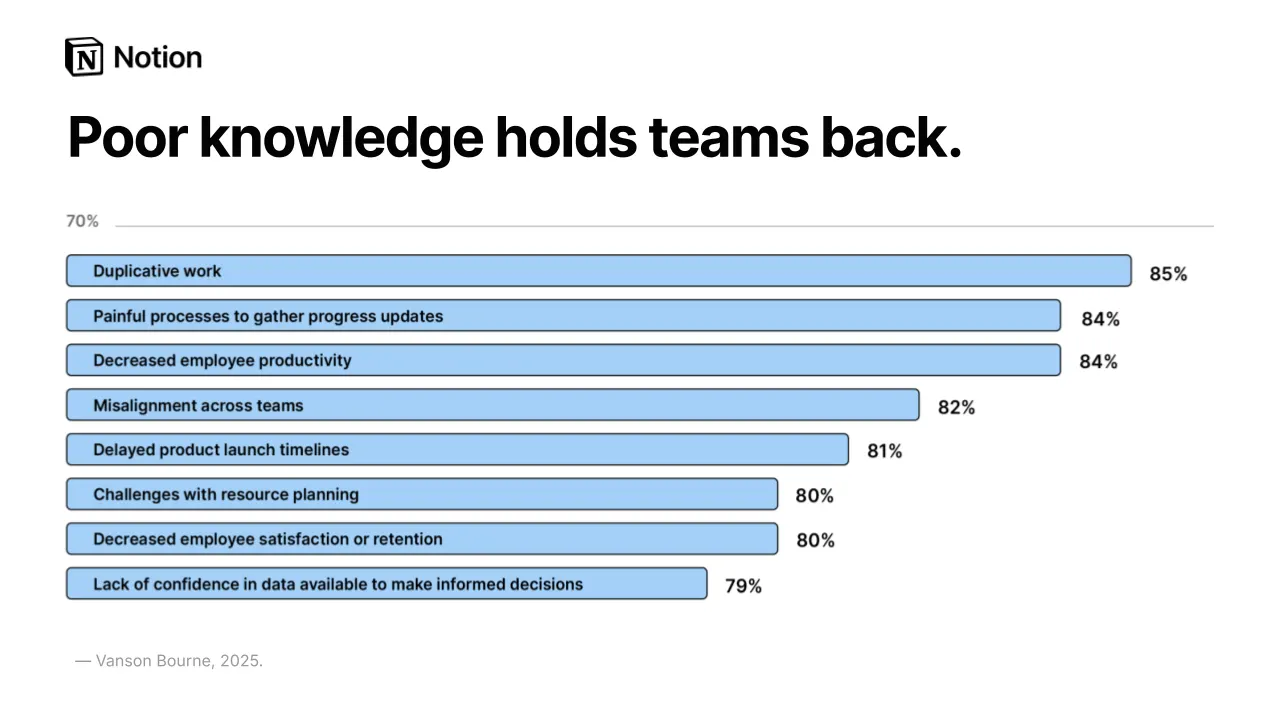 Notion
Poor knowledge holds teams back.
70%
Duplicative work 85%
Painful processes to gather progress updates 84%
Decreased employee productivity 84%
Misalignment across teams 82%
Delayed product launch timelines 81%
Challenges with resource planning 80%
Decreased employee satisfaction or retention 80%
Lack of confidence in data available to make informed decisions 79%
— Vanson Bourne, 2025.